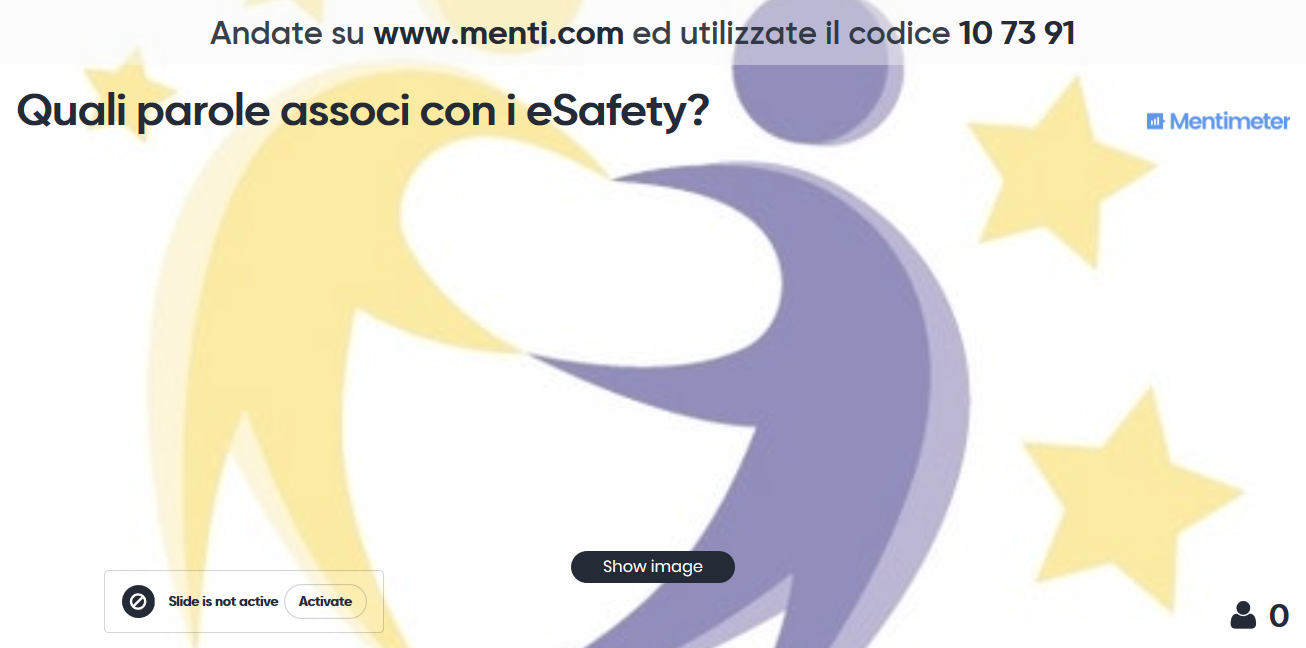 Andate su www.menti.com ed utilizzate il codice 10 73 91
Quali parole associ con i eSafety?
Mentimeter
Show image
Slide is not active Activate
0